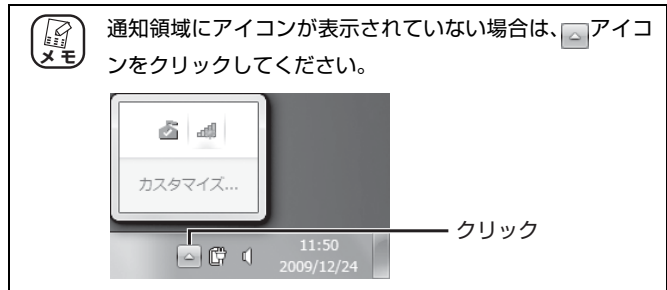 メモ
通知領域にアイコンが表示されていない場合は、アイコ
ンをクリックしてください。
カスタマイズ...
クリック
11:50
2009/12/24